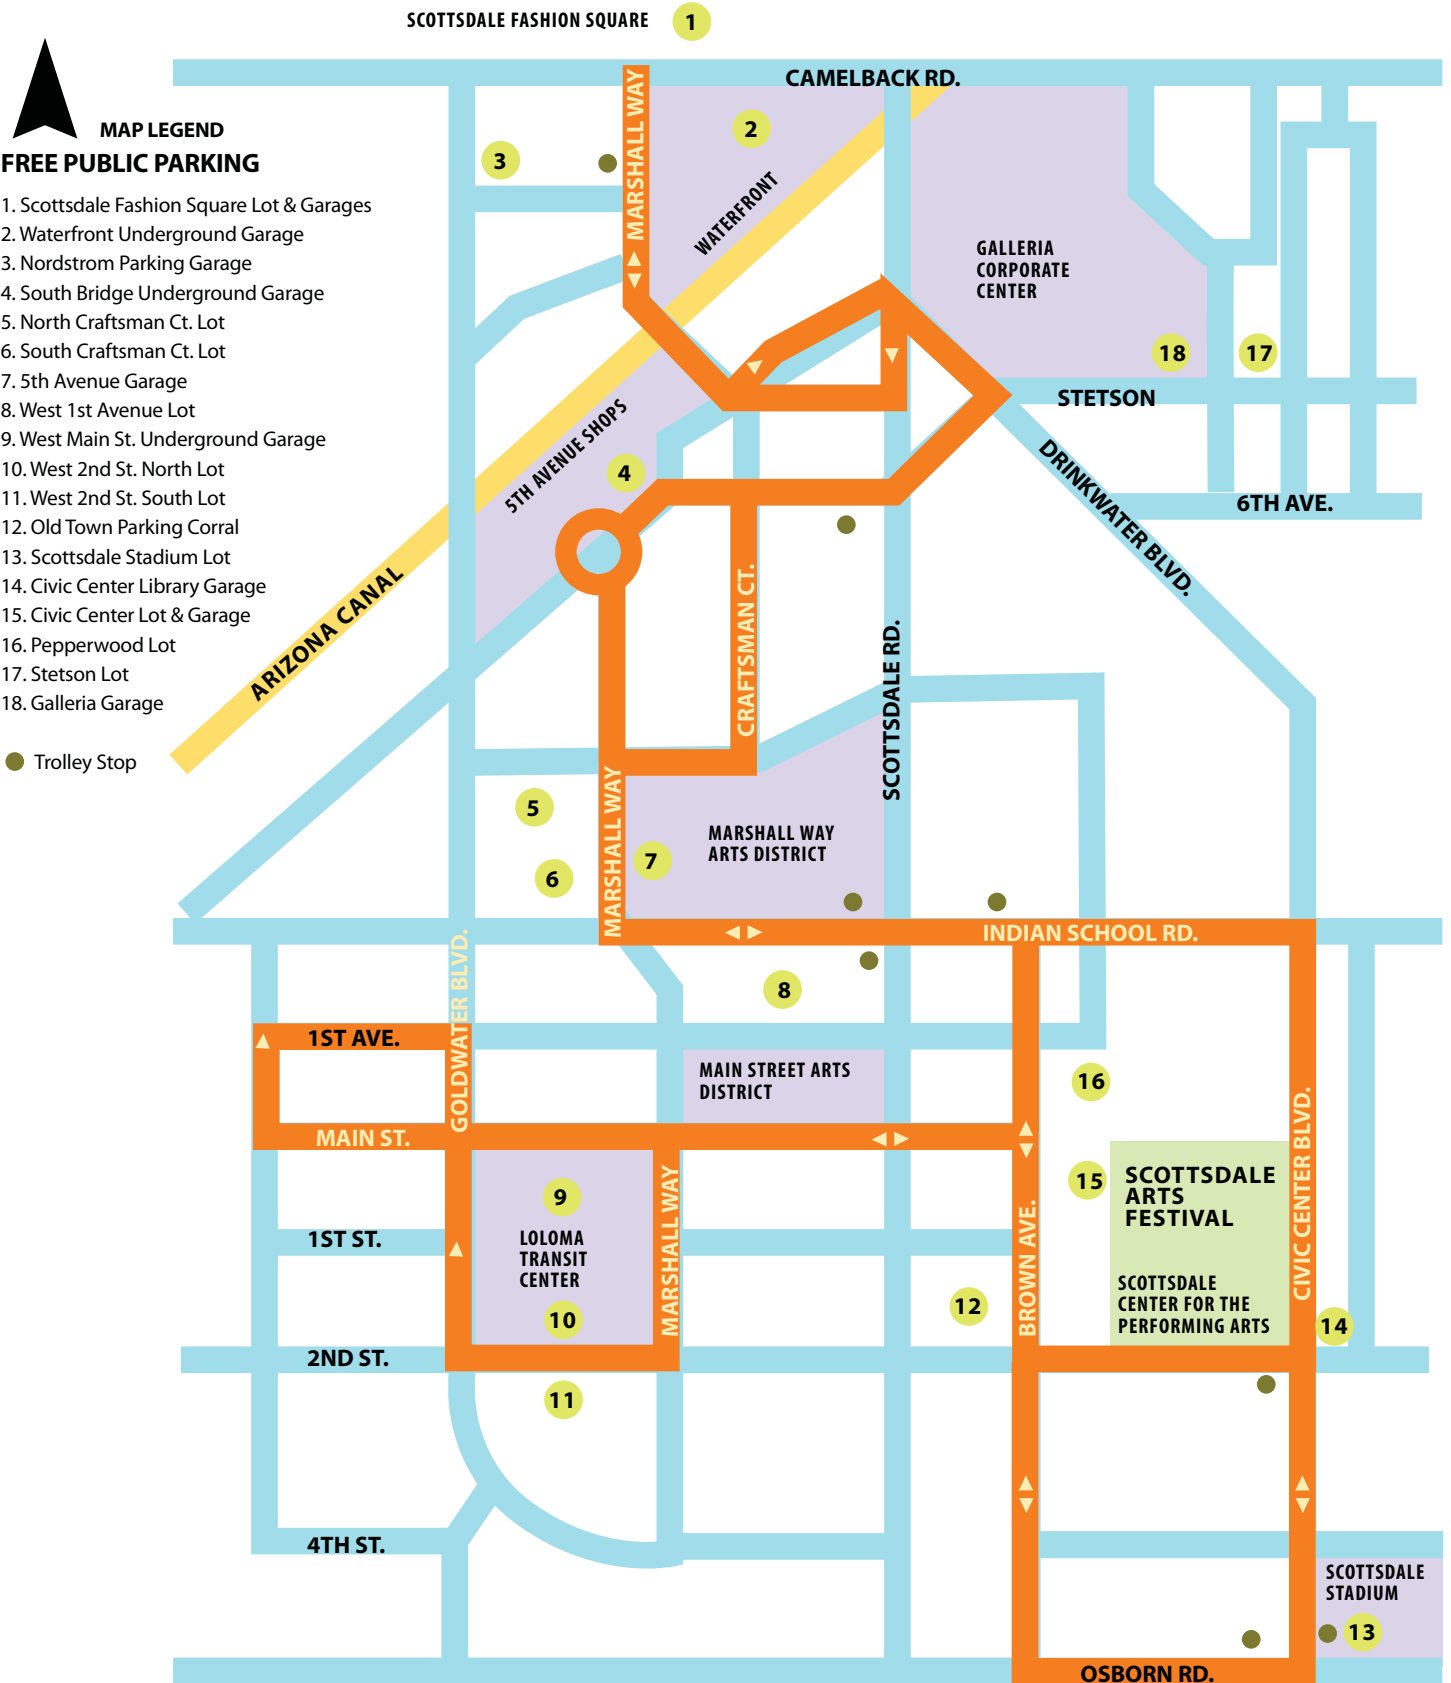 SCOTTSDALE FASHION SQUARE
1
CAMELBACK RD.
MAP LEGEND
FREE PUBLIC PARKING
1. Scottsdale Fashion Square Lot & Garages
2. Waterfront Underground Garage
3. Nordstrom Parking Garage
4. South Bridge Underground Garage
5. North Craftsman Ct. Lot
6. South Craftsman Ct. Lot
7. 5th Avenue Garage
8. West 1st Avenue Lot
9. West Main St. Underground Garage
10. West 2nd St. North Lot
11. West 2nd St. South Lot
12. Old Town Parking Corral
13. Scottsdale Stadium Lot
14. Civic Center Library Garage
15. Civic Center Lot & Garage
16. Pepperwood Lot
17. Stetson Lot
18. Galleria Garage
Trolley Stop
MARSHALL WAY
2
3
WATERFRONT
GALLERIA
CORPORATE
CENTER
18
17
STETSON
5TH AVENUE SHOPS
4
DRINKWATER BLVD.
6TH AVE.
ARIZONA CANAL
CRAFTSMAN CT.
SCOTTSDALE RD.
5
6
MARSHALL WAY
7
MARSHALL WAY
ARTS DISTRICT
INDIAN SCHOOL RD.
GOLDWATER BLVD.
8
1ST AVE.
MAIN STREET ARTS
DISTRICT
16
MAIN ST.
CIVIC CENTER BLVD.
15
SCOTTSDALE
ARTS
FESTIVAL
9
LOLOMA
TRANSIT
CENTER
10
MARSHALL WAY
1ST ST.
BROWN AVE.
12
SCOTTSDALE
CENTER FOR THE
PERFORMING ARTS
14
2ND ST.
11
4TH ST.
SCOTTSDALE
STADIUM
13
OSBORN RD.